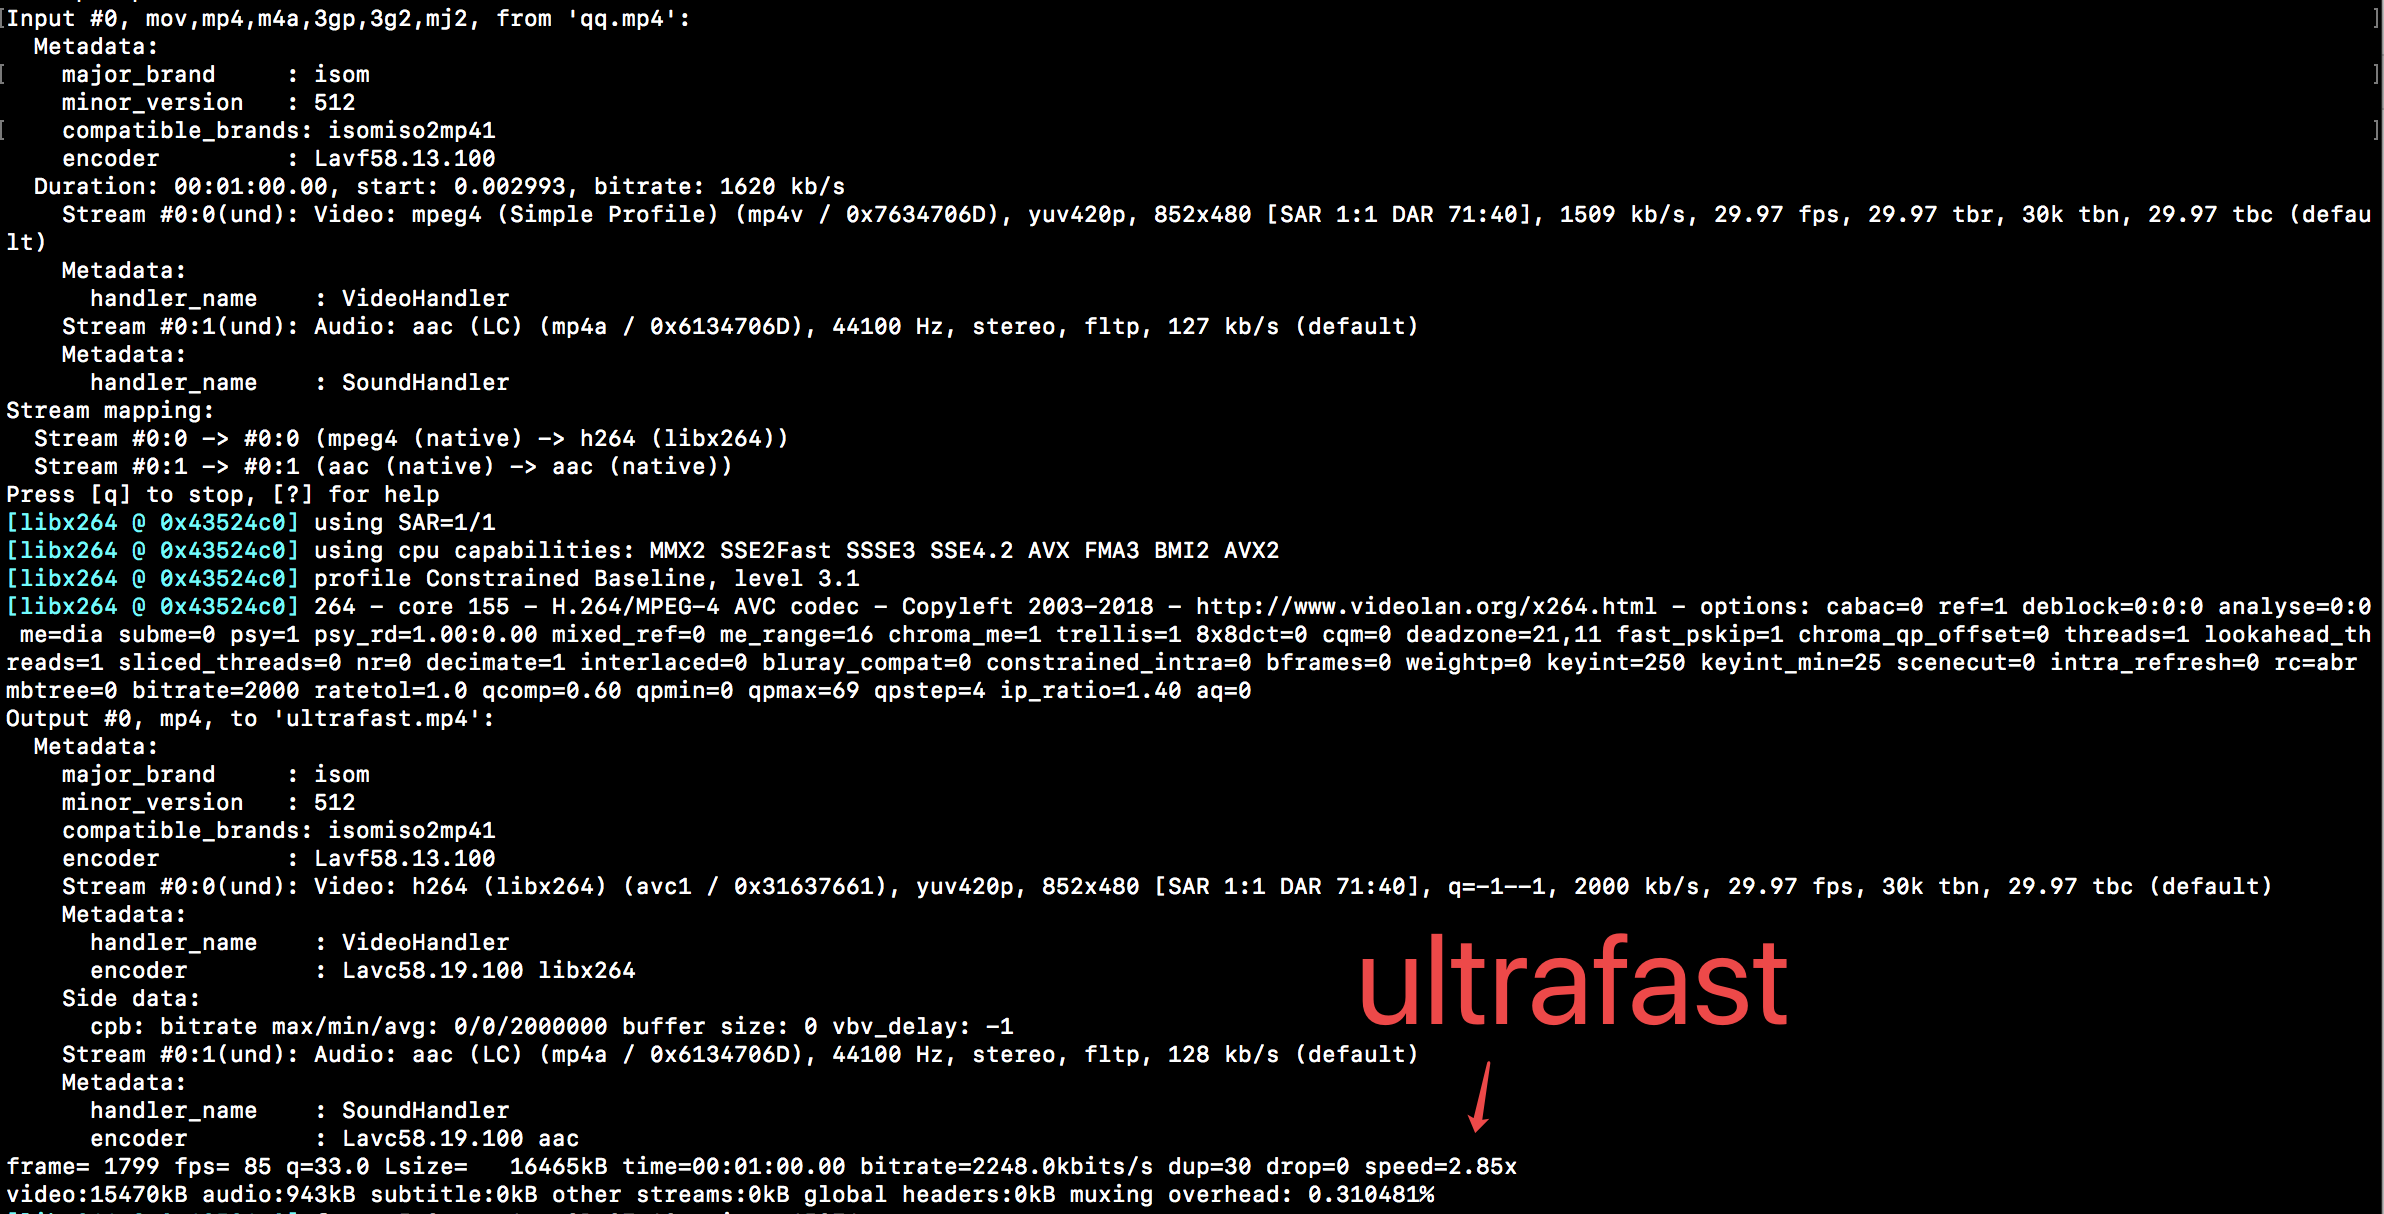 Input #0, mov,mp4,m4a,3gp,3g2,mj2, from 'qq.mp4':
Metadata:
major_brand     : isom
minor_version   : 512
compatible_brands: isomiso2mp41
encoder         : Lavf58.13.100
Duration: 00:01:00.00, start: 0.002993, bitrate: 1620 kb/s
Stream #0:0(und): Video: mpeg4 (Simple Profile) (mp4v / 0x7634706D), yuv420p, 852x480 [SAR 1:1 DAR 71:40], 1509 kb/s, 29.97 fps, 29.97 tbr, 30k tbn, 29.97 tbc (defau
lt)
Metadata:
handler_name    : VideoHandler
Stream #0:1(und): Audio: aac (LC) (mp4a / 0x6134706D), 44100 Hz, stereo, fltp, 127 kb/s (default)
Metadata:
handler_name    : SoundHandler
Stream mapping:
Stream #0:0 -> #0:0 (mpeg4 (native) -> h264 (libx264))
Stream #0:1 -> #0:1 (aac (native) -> aac (native))
Press [q] to stop, [?] for help
[libx264 @ 0x43524c0] using SAR=1/1
[libx264 @ 0x43524c0] using cpu capabilities: MMX2 SSE2Fast SSSE3 SSE4.2 AVX FMA3 BMI2 AVX2
[libx264 @ 0x43524c0] profile Constrained Baseline, level 3.1
[libx264 @ 0x43524c0] 264 - core 155 - H.264/MPEG-4 AVC codec - Copyleft 2003-2018 - http://www.videolan.org/x264.html - options: cabac=0 ref=1 deblock=0:0:0 analyse=0:0
me=dia subme=0 psy=1 psy_rd=1.00:0.00 mixed_ref=0 me_range=16 chroma_me=1 trellis=1 8x8dct=0 cqm=0 deadzone=21,11 fast_pskip=1 chroma_qp_offset=0 threads=1 lookahead_th
reads=1 sliced_threads=0 nr=0 decimate=1 interlaced=0 bluray_compat=0 constrained_intra=0 bframes=0 weightp=0 keyint=250 keyint_min=25 scenecut=0 intra_refresh=0 rc=abr
mbtree=0 bitrate=2000 ratetol=1.0 qcomp=0.60 qpmin=0 qpmax=69 qpstep=4 ip_ratio=1.40 aq=0
Output #0, mp4, to 'ultrafast.mp4':
Metadata:
major_brand     : isom
minor_version   : 512
compatible_brands: isomiso2mp41
encoder         : Lavf58.13.100
Stream #0:0(und): Video: h264 (libx264) (avc1 / 0x31637661), yuv420p, 852x480 [SAR 1:1 DAR 71:40], q=-1--1, 2000 kb/s, 29.97 fps, 30k tbn, 29.97 tbc (default)
Metadata:
handler_name    : VideoHandler
encoder         : Lavc58.19.100 libx264
ultrafast
Side data:
cpb: bitrate max/min/avg: 0/0/2000000 buffer size: 0 vbv_delay: -1
Stream #0:1(und): Audio: aac (LC) (mp4a / 0x6134706D), 44100 Hz, stereo, fltp, 128 kb/s (default)
Metadata:
handler_name    : SoundHandler
encoder         : Lavc58.19.100 aac
frame= 1799 fps= 85 q=33.0 Lsize=   16465kB time=00:01:00.00 bitrate=2248.0kbits/s dup=30 drop=0 speed=2.85x
video:15470kB audio:943kB subtitle:0kB other streams:0kB global headers:0kB muxing overhead: 0.310481%